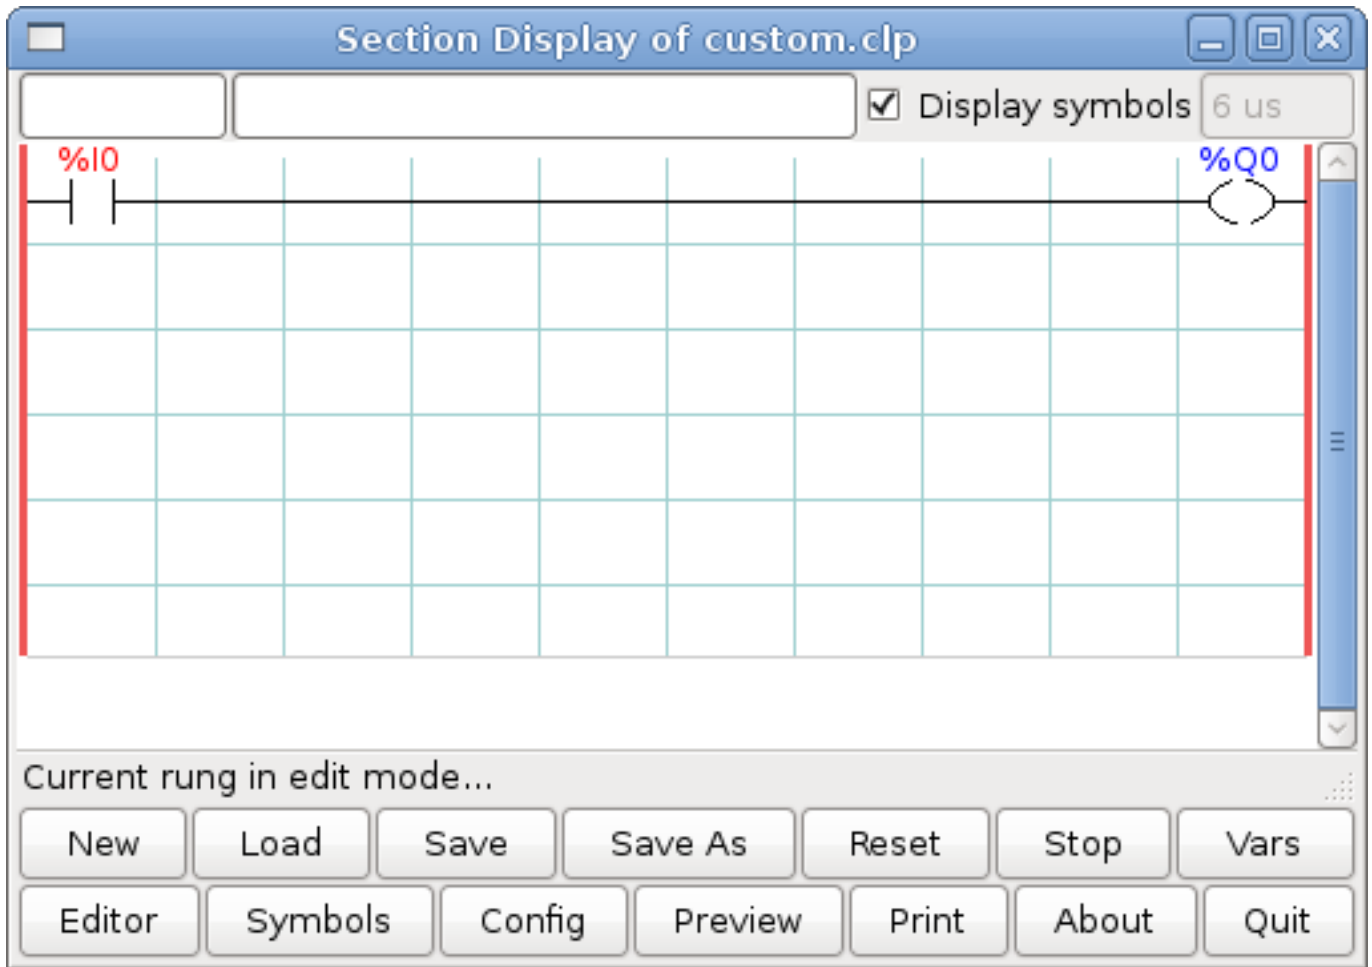 Section Display of custom.clp
Display symbols 6 us
%I0 %Q0
Current rung in edit mode...
New Load Save Save As Reset Stop Vars
Editor Symbols Config Preview Print About Quit